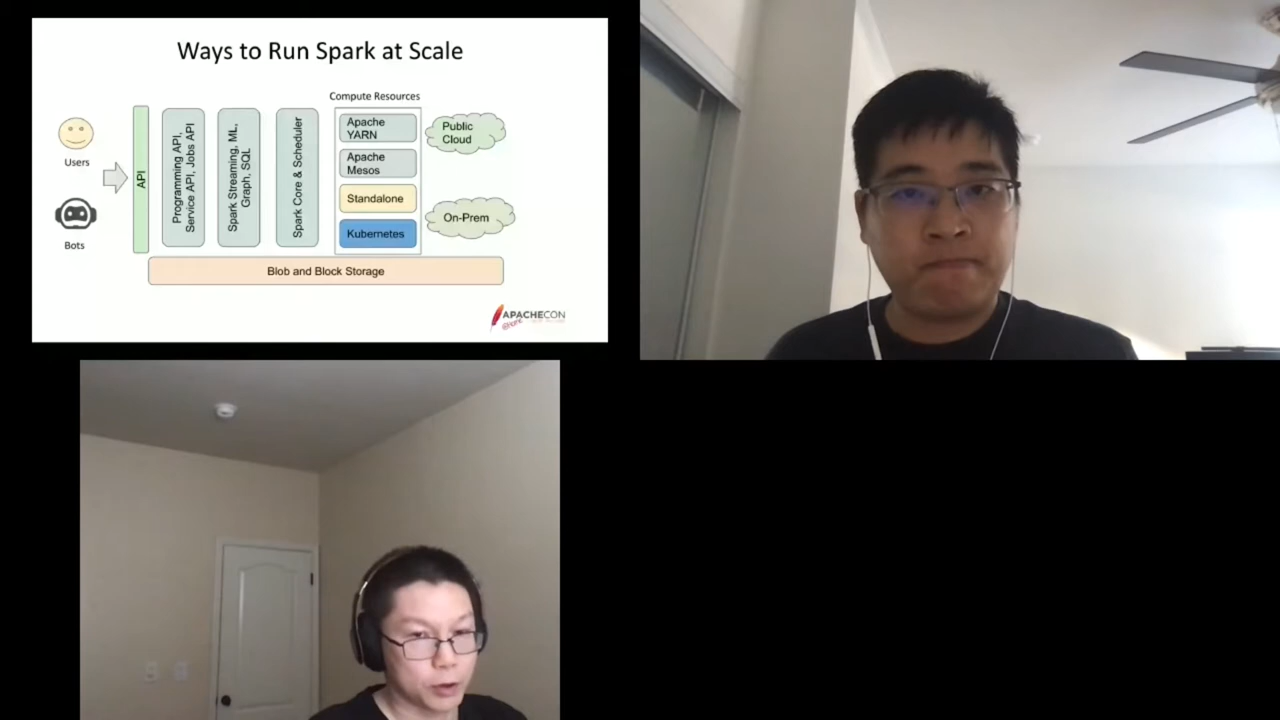 Ways to Run Spark at Scale
Compute Resources
Users
Bots
API
Programming API,
Service API, Jobs API
Spark Streaming, ML,
Graph, SQL
Spark Core & Scheduler
Apache
YARN
Apache
Mesos
Standalone
Kubernetes
Public
Cloud
On-Prem
Blob and Block Storage
APACHECON
@Home